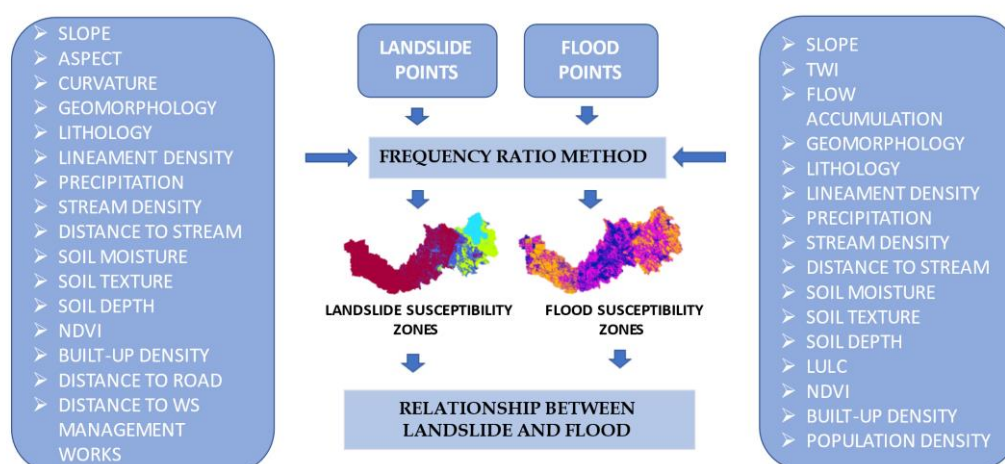 SLOPE
ASPECT
CURVATURE
GEOMORPHOLOGY
LITHOLOGY
LINEAMENT DENSITY
PRECIPITATION
STREAM DENSITY
DISTANCE TO STREAM
SOIL MOISTURE
SOIL TEXTURE
SOIL DEPTH
NDVI
BUILT-UP DENSITY
DISTANCE TO ROAD
DISTANCE TO WS
MANAGEMENT
WORKS
LANDSLIDE
POINTS
FLOOD
POINTS
FREQUENCY RATIO METHOD
LANDSLIDE SUSCEPTIBILITY
ZONES
FLOOD SUSCEPTIBILITY
ZONES
RELATIONSHIP BETWEEN
LANDSLIDE AND FLOOD
SLOPE
TWI
FLOW
ACCUMULATION
GEOMORPHOLOGY
LITHOLOGY
LINEAMENT DENSITY
PRECIPITATION
STREAM DENSITY
DISTANCE TO STREAM
SOIL MOISTURE
SOIL TEXTURE
SOIL DEPTH
LULC
NDVI
BUILT-UP DENSITY
POPULATION DENSITY